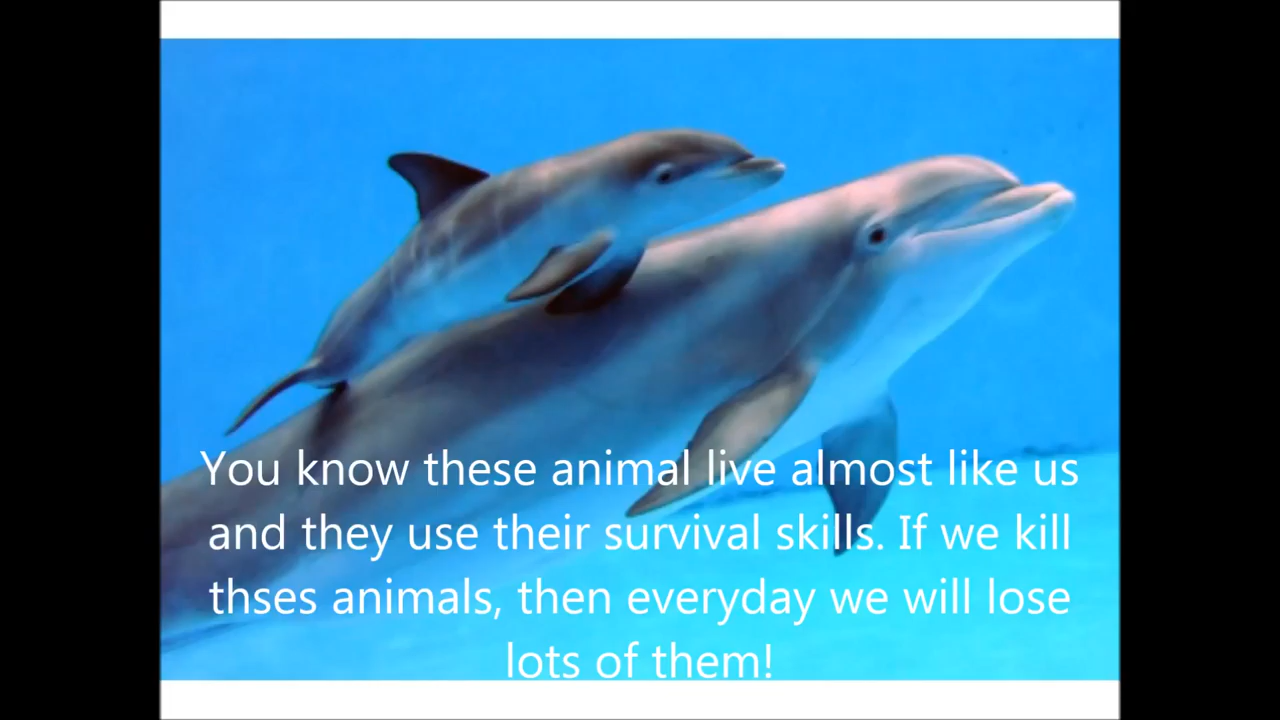 You know these animal live almost like us
and they use their survival skills. If we kill
thses animals, then everyday we will lose
lots of them!